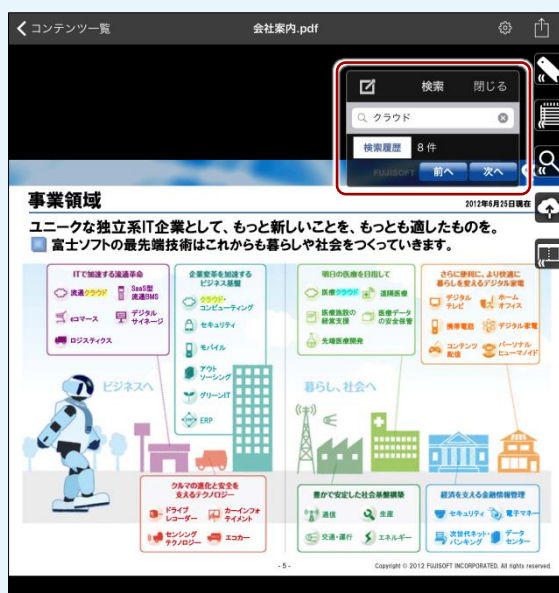 コンテンツ一覧
会社案内.pdf
検索
閉じる
クラウド
検索履歴
8 件
前へ
次へ
FUJISOFT
事業領域
2012年6月25日現在
ユニークな独立系IT企業として、もっと新しいことを、もっとも適したものを。
富士ソフトの最先端技術はこれからも暮らしや社会をつくっていきます。
ITで加速する流通革命
流通クラウド
SaaS型
流通BMS
eコマース
デジタル
サイネージ
ロジスティクス
企業変革を加速する
ビジネス基盤
クラウド・
コンピューティング
セキュリティ
モバイル
アウト
ソーシング
グリーンIT
ERP
明日の医療を目指して
医療クラウド
遠隔医療
医療施設の
経営支援
医療データ
の安全保管
先端医療開発
さらに便利に、より快適に
暮らしを変えるデジタル家電
デジタル
テレビ
ホーム
オフィス
携帯電話
デジタル家電
コンテンツ
配信
パーソナル
ヒューマノイド
ビジネスへ
暮らし、社会へ
クルマの進化と安全を
支えるテクノロジー
ドライブ
レコーダー
カーインフォ
テイメント
センシング
テクノロジー
エコカー
豊かで安定した社会基盤構築
通信
生産
交通・運行
エネルギー
経済を支える金融情報管理
セキュリティ
電子マネー
次世代ネット・
バンキング
データ
センター
- 5 -
Copyright © 2012 FUJISOFT INCORPORATED. All rights reserved.